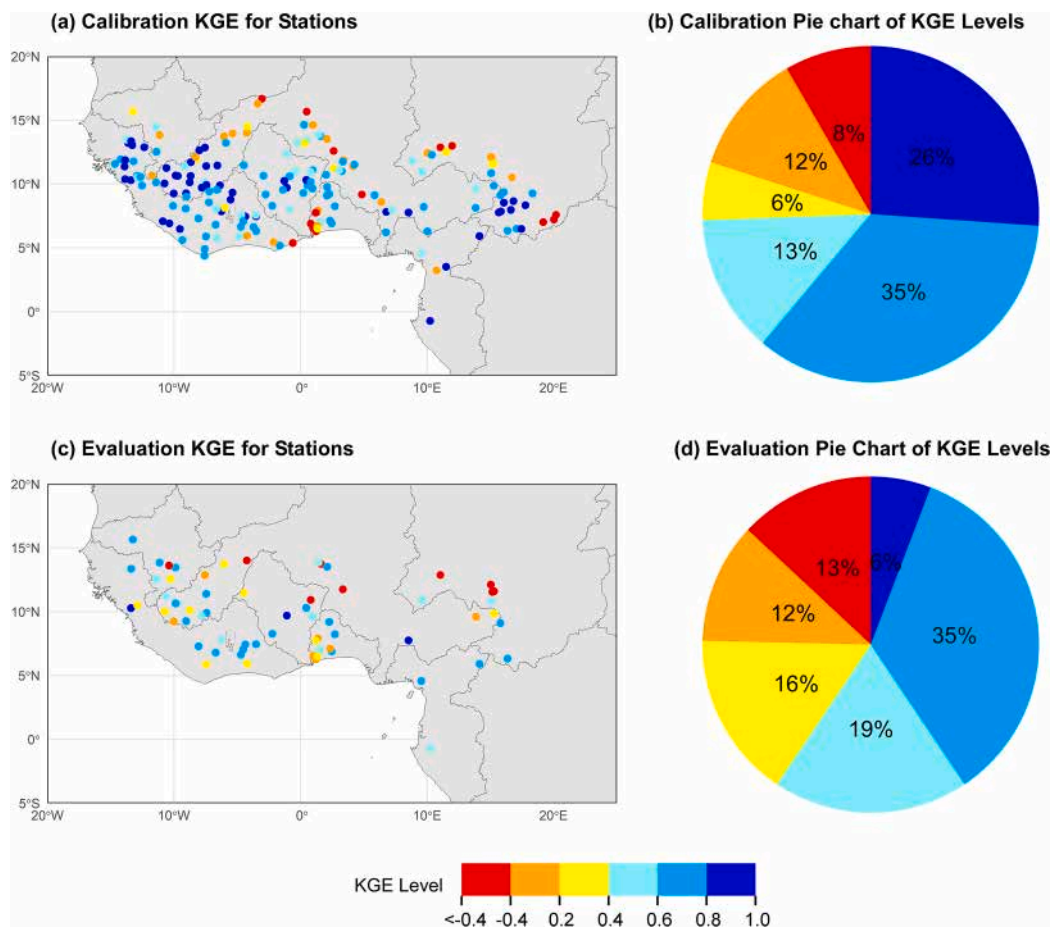 (a) Calibration KGE for Stations
(b) Calibration Pie chart of KGE Levels
20°N
15°N
10°N
5°N
0°
5°S
20°W 10°W 0° 10°E 20°E
8%
26%
12%
6%
13%
35%
(c) Evaluation KGE for Stations
(d) Evaluation Pie Chart of KGE Levels
20°N
15°N
10°N
5°N
0°
5°S
20°W 10°W 0° 10°E 20°E
13%
6%
12%
35%
16%
19%
KGE Level
<-0.4 -0.4 0.2 0.4 0.6 0.8 1.0